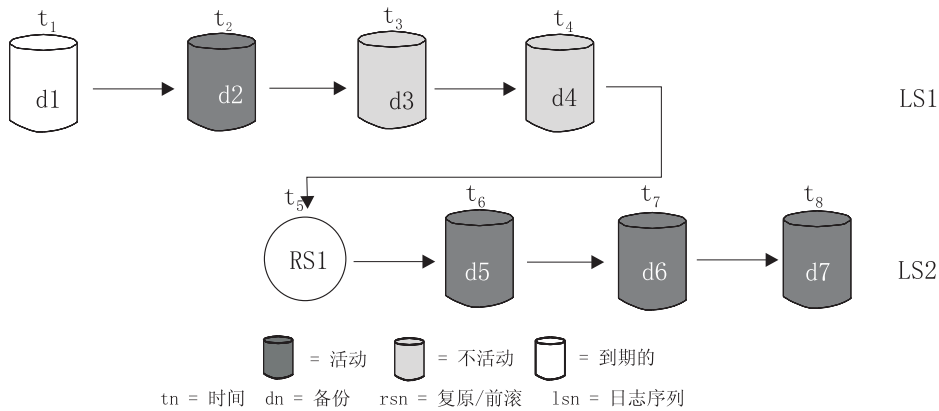 t₁ t₂ t₃ t₄
d1 d2 d3 d4 LS1
t₅ t₆ t₇ t₈
RS1 d5 d6 d7 LS2
= 活动 = 不活动 = 到期的
tn = 时间 dn = 备份 rsn = 复原/前滚 lsn = 日志序列